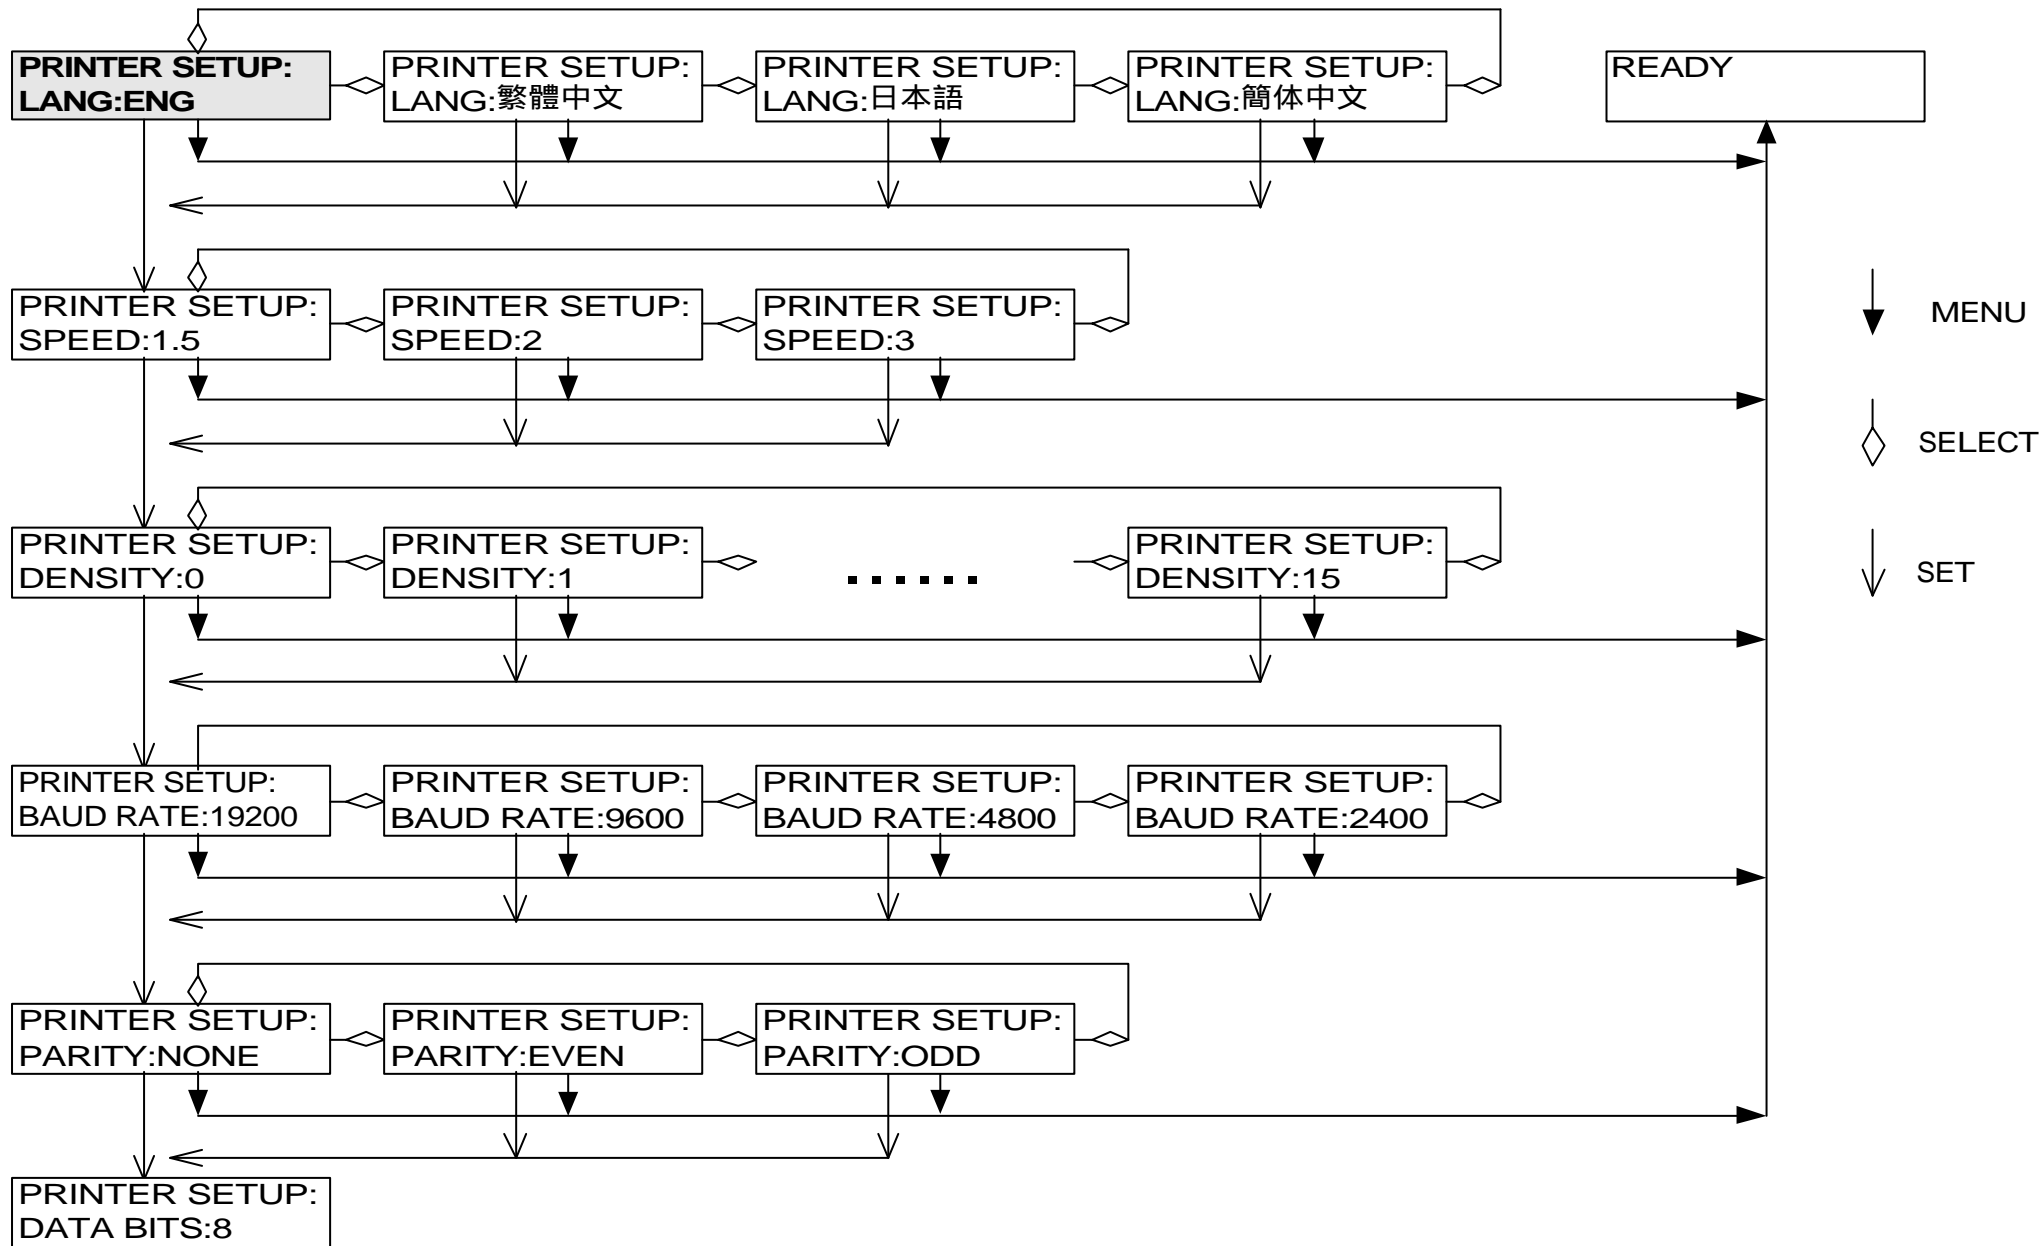 PRINTER SETUP:
LANG:ENG
PRINTER SETUP:
LANG:繁體中文
PRINTER SETUP:
LANG:日本語
PRINTER SETUP:
LANG:簡体中文
READY
PRINTER SETUP:
SPEED:1.5
PRINTER SETUP:
SPEED:2
PRINTER SETUP:
SPEED:3
MENU
SELECT
SET
PRINTER SETUP:
DENSITY:0
PRINTER SETUP:
DENSITY:1
......
PRINTER SETUP:
DENSITY:15
PRINTER SETUP:
BAUD RATE:19200
PRINTER SETUP:
BAUD RATE:9600
PRINTER SETUP:
BAUD RATE:4800
PRINTER SETUP:
BAUD RATE:2400
PRINTER SETUP:
PARITY:NONE
PRINTER SETUP:
PARITY:EVEN
PRINTER SETUP:
PARITY:ODD
PRINTER SETUP:
DATA BITS:8